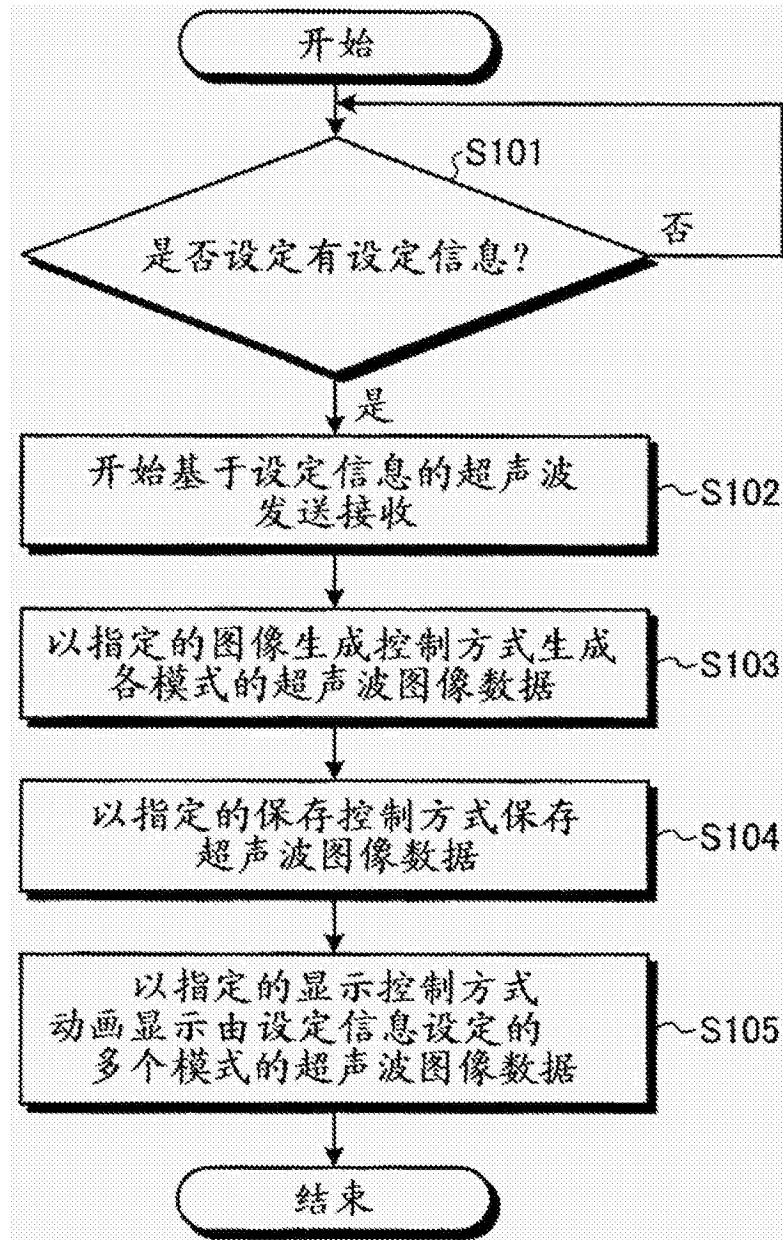 开始
S101
是否设定有设定信息?
否
是
开始基于设定信息的超声波
发送接收
S102
以指定的图像生成控制方式生成
各模式的超声波图像数据
S103
以指定的保存控制方式保存
超声波图像数据
S104
以指定的显示控制方式
动画显示由设定信息设定的
多个模式的超声波图像数据
S105
结束